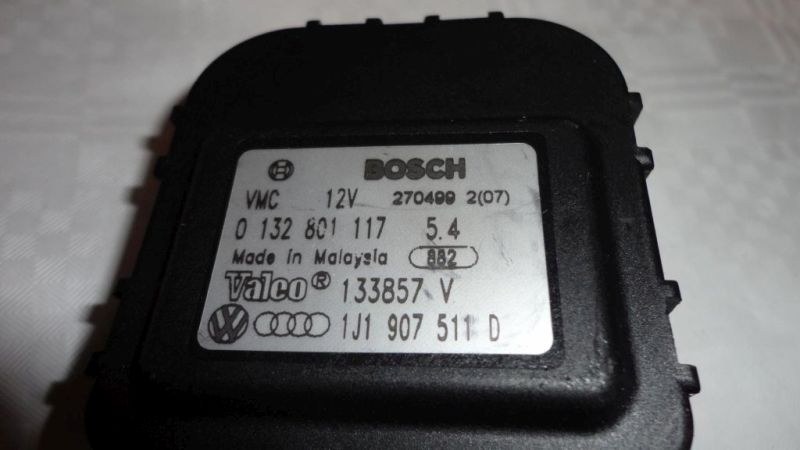 BOSCH
VMC 12V 270499 2(07)
0 132 801 117 5.4
Made in Malaysia 882
Valeo® 133857 V
1J1 907 511 D